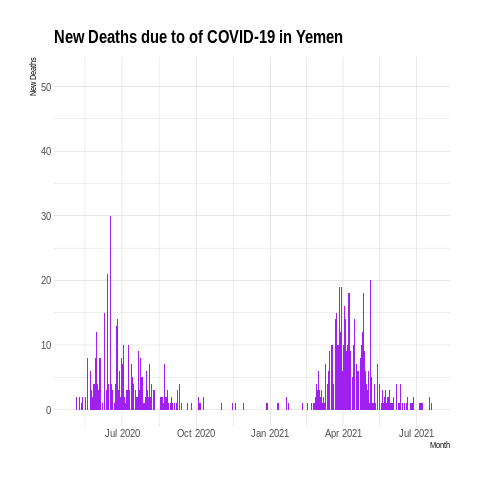 New Deaths due to of COVID-19 in Yemen
New Deaths
50
40
30
20
10
0
Jul 2020 Oct 2020 Jan 2021 Apr 2021 Jul 2021
Month